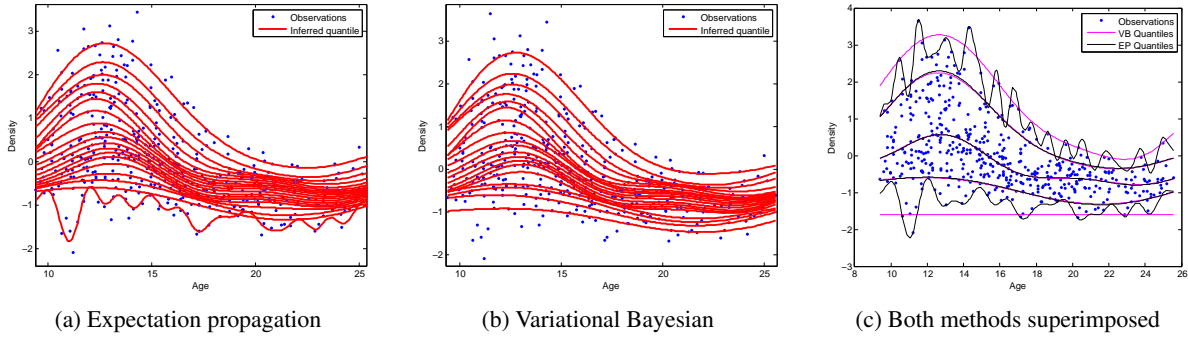 Observations
Inferred quantile
3
2
1
0
−1
−2
Density
10
15
20
25
Age
(a) Expectation propagation
Observations
Inferred quantile
3
2
1
0
−1
−2
Density
10
15
20
25
Age
(b) Variational Bayesian
Observations
VB Quantiles
EP Quantiles
4
3
2
1
0
−1
−2
−3
Density
8
10
12
14
16
18
20
22
24
26
Age
(c) Both methods superimposed